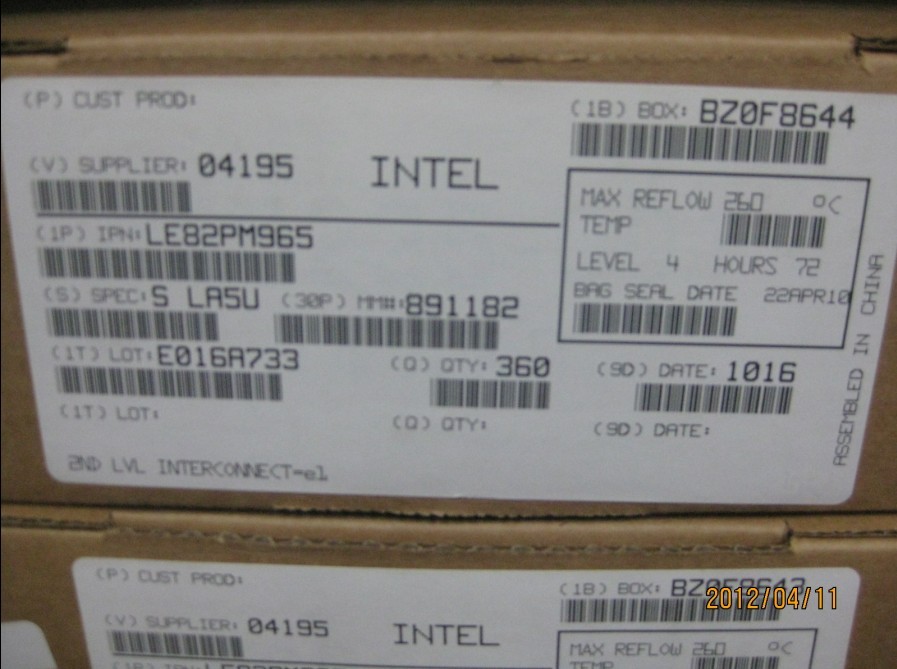 (P) CUST PROD:
(1B) BOX: BZ0F8644
(V) SUPPLIER: 04195
INTEL
MAX REFLOW 260 °C
TEMP
(1P) IPN: LE82PM965
LEVEL 4 HOURS 72
BAG SEAL DATE 22APR10
(S) SPEC: S LA5U (30P) MM#: 891182
(1T) LOT: E016A733 (Q) QTY: 360 (9D) DATE: 1016
(1T) LOT: (Q) QTY: (9D) DATE:
2ND LVL INTERCONNECT=e1
ASSEMBLED IN CHINA
(P) CUST PROD:
(1B) BOX:
2012/04/11
(V) SUPPLIER: 04195
INTEL
MAX REFLOW 260 °C
TEMP